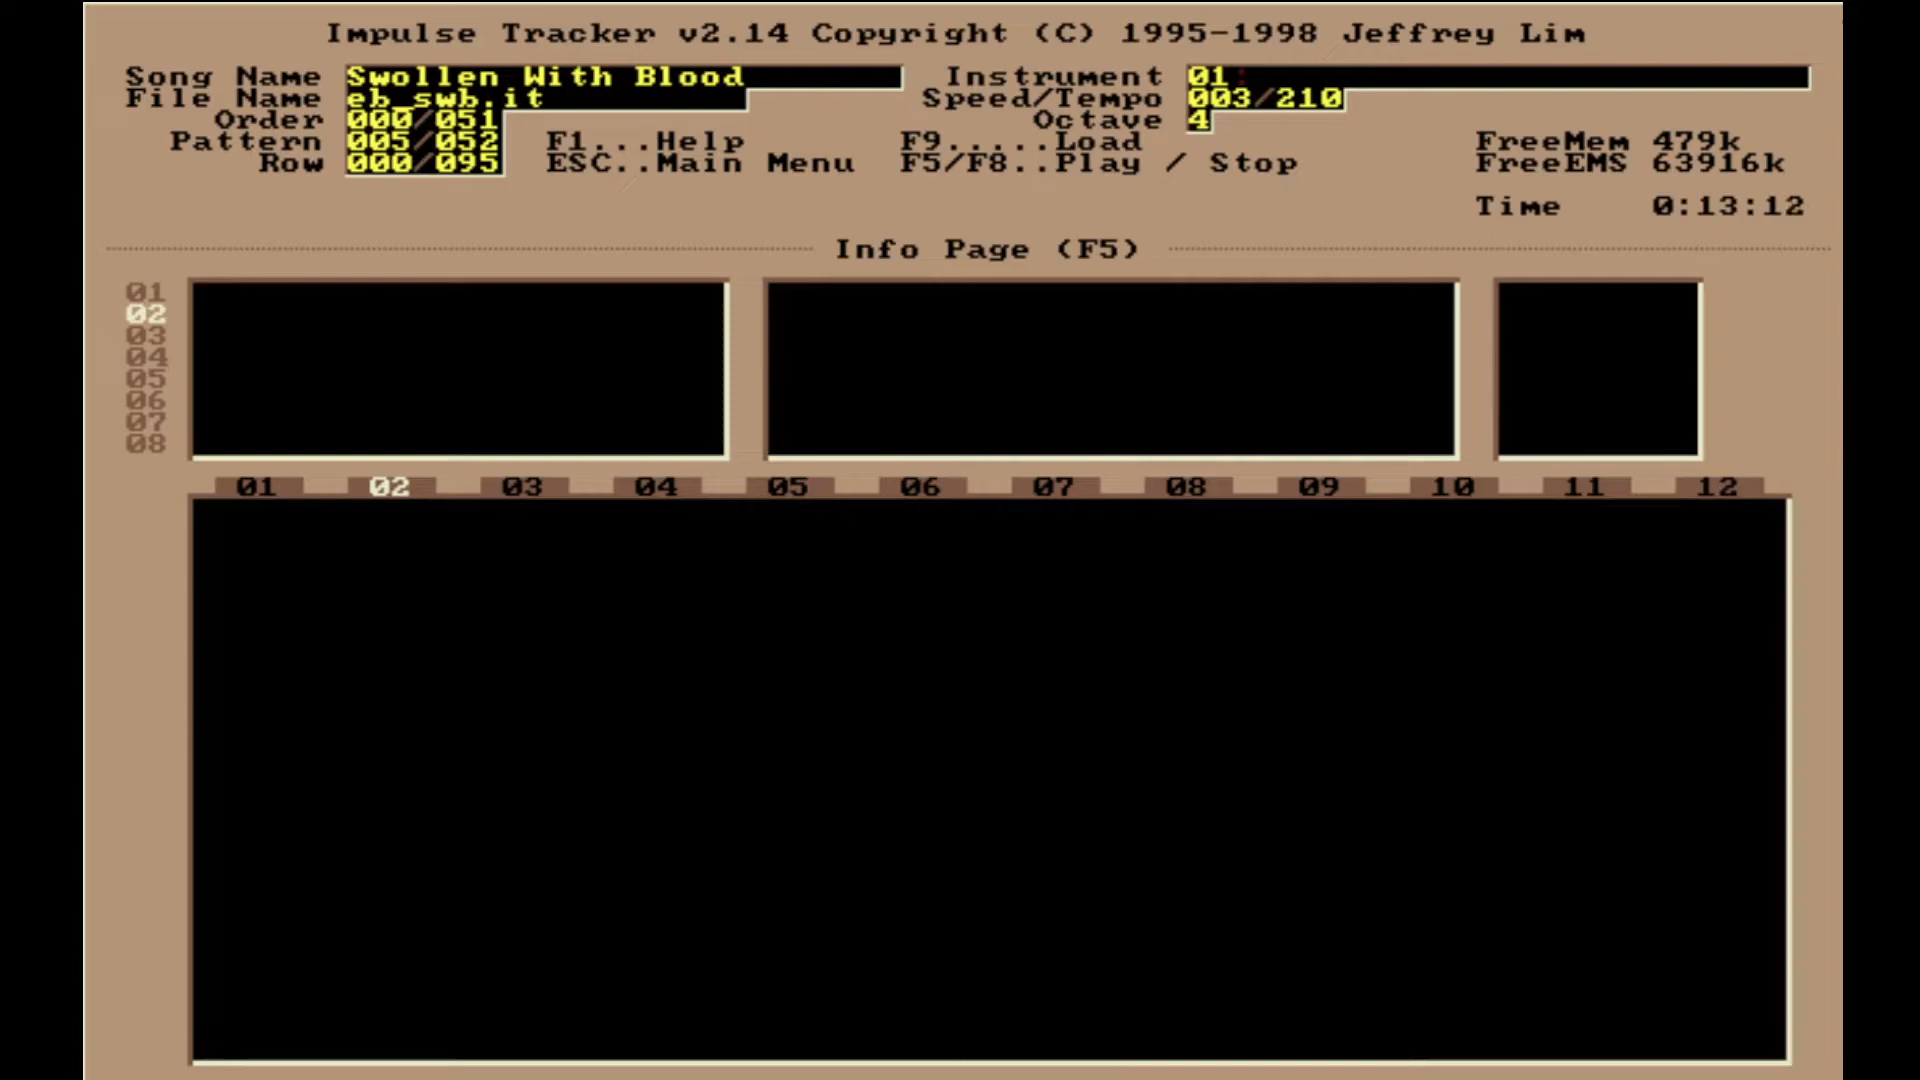 Impulse Tracker v2.14 Copyright (C) 1995-1998 Jeffrey Lim
Song Name Swollen With Blood Instrument 01:
File Name eb_swb.it Speed/Tempo 003/210
Order 000/051 Octave 4
Pattern 005/052 F1...Help F9.....Load FreeMem 479k
Row 000/095 ESC..Main Menu F5/F8..Play / Stop FreeEMS 63916k
Time 0:13:12
Info Page (F5)
01
02
03
04
05
06
07
08
01 02 03 04 05 06 07 08 09 10 11 12